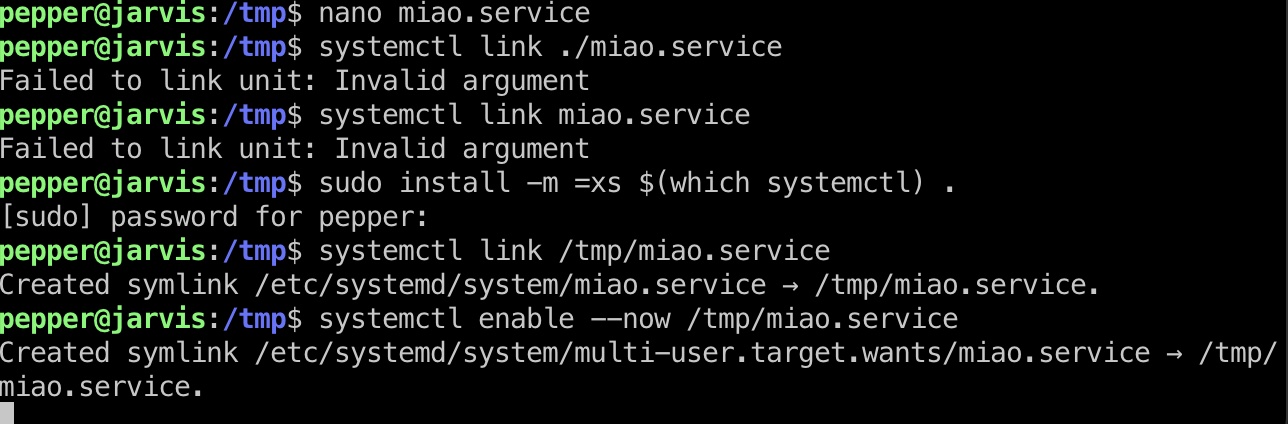 pepper@jarvis:/tmp$ nano miao.service
pepper@jarvis:/tmp$ systemctl link ./miao.service
Failed to link unit: Invalid argument
pepper@jarvis:/tmp$ systemctl link miao.service
Failed to link unit: Invalid argument
pepper@jarvis:/tmp$ sudo install -m =xs $(which systemctl) .
[sudo] password for pepper:
pepper@jarvis:/tmp$ systemctl link /tmp/miao.service
Created symlink /etc/systemd/system/miao.service → /tmp/miao.service.
pepper@jarvis:/tmp$ systemctl enable --now /tmp/miao.service
Created symlink /etc/systemd/system/multi-user.target.wants/miao.service → /tmp/
miao.service.